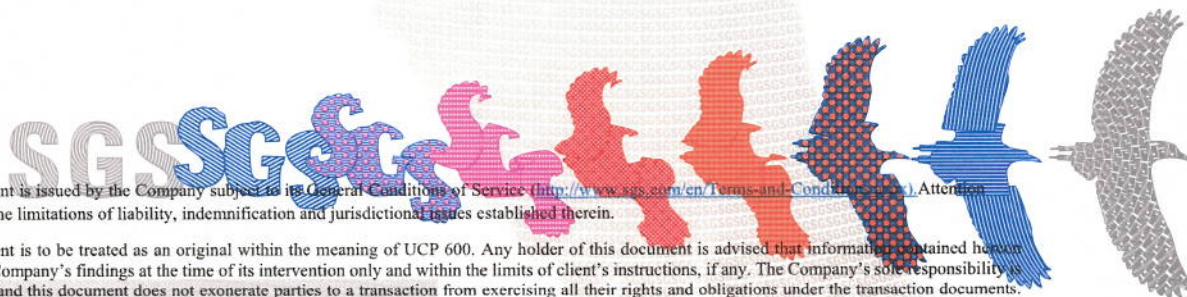 SGS SGS SGS
nt is issued by the Company subject to its General Conditions of Service (http://www.sgs.com/en/Terms-and-Conditions.aspx). Attention
ne limitations of liability, indemnification and jurisdictional issues established therein.
nt is to be treated as an original within the meaning of UCP 600. Any holder of this document is advised that information contained hereon
Company’s findings at the time of its intervention only and within the limits of client’s instructions, if any. The Company’s sole responsibility is
and this document does not exonerate parties to a transaction from exercising all their rights and obligations under the transaction documents.